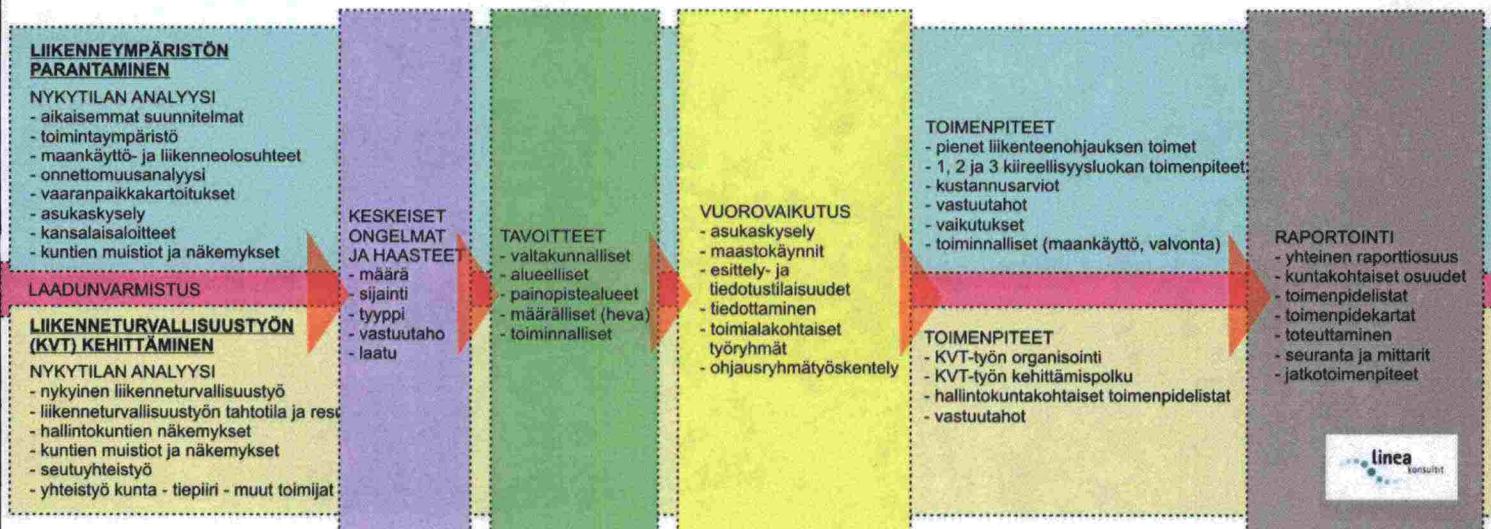 LIIKENNEYMPÄRISTÖN
PARANTAMINEN
NYKYTILAN ANALYYSI
- aikaisemmat suunnitelmat
- toimintaympäristö
- maankäyttö- ja liikenneolosuhteet
- onnettomuusanalyysi
- vaaranpaikkakartoitukset
- asukaskysely
- kansalaisaloitteet
- kuntien muistiot ja näkemykset
LAADUNVARMISTUS
LIIKENNETURVALLISUUSTYÖN
(KVT) KEHITTÄMINEN
NYKYTILAN ANALYYSI
- nykyinen liikenneturvallisuustyö
- liikenneturvallisuustyön tahtotila ja
- hallintokuntien näkemykset
- kuntien muistiot ja näkemykset
- seutuyhteistyö
- yhteistyö kunta - tiepiiri - muut toimijat
KESKEISET
ONGELMAT
JA HAASTEET
- määrä
- sijainti
- tyyppi
- vastuutaho
- laatu
TAVOITTEET
- valtakunnalliset
- alueelliset
- painopistealueet
- määrälliset (heva)
- toiminnalliset
VUOROVAIKUTUS
- asukaskysely
- maastokäynnit
- esittely- ja
tiedotustilaisuudet
- tiedottaminen
- toimialakohtaiset
työryhmät
- ohjausryhmätyöskentely
TOIMENPITEET
- pienet liikenteenohjauksen toimet
- 1, 2 ja 3 kiireellisyysluokan toimenpiteet
- kustannusarviot
- vastuutahot
- vaikutukset
- toiminnalliset (maankäyttö, valvonta)
TOIMENPITEET
- KVT-työn organisointi
- KVT-työn kehittämispolku
- hallintokuntakohtaiset toimenpidelistat
- vastuutahot
RAPORTOINTI
- yhteinen raporttiosuus
- kuntakohtaiset osuudet
- toimenpidelistat
- toimenpidekartat
- toteuttaminen
- seuranta ja mittarit
- jatkotoimenpiteet
linea
konsultit